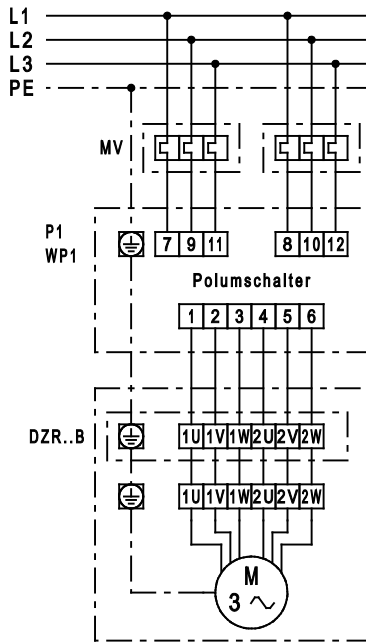 L1
L2
L3
PE
MV
P1
WP1
7 9 11 8 10 12
Polumschalter
1 2 3 4 5 6
DZR..B
1U 1V 1W 2U 2V 2W
1U 1V 1W 2U 2V 2W
M
3